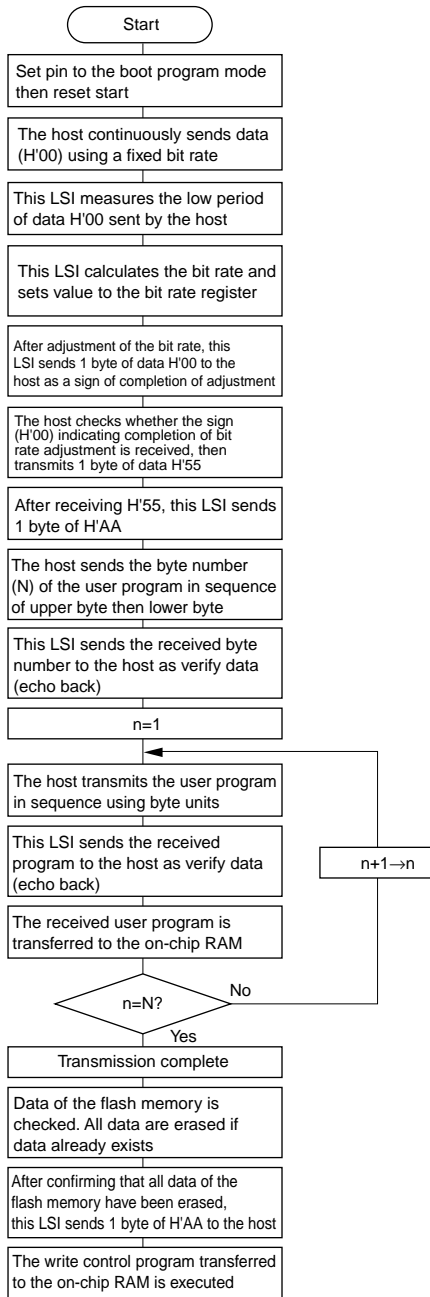 Start
Set pin to the boot program mode
then reset start
The host continuously sends data
(H'00) using a fixed bit rate
This LSI measures the low period
of data H'00 sent by the host
This LSI calculates the bit rate and
sets value to the bit rate register
After adjustment of the bit rate, this
LSI sends 1 byte of data H'00 to the
host as a sign of completion of adjustment
The host checks whether the sign
(H'00) indicating completion of bit
rate adjustment is received, then
transmits 1 byte of data H'55
After receiving H'55, this LSI sends
1 byte of H'AA
The host sends the byte number
(N) of the user program in sequence
of upper byte then lower byte
This LSI sends the received byte
number to the host as verify data
(echo back)
n=1
The host transmits the user program
in sequence using byte units
This LSI sends the received
program to the host as verify data
(echo back)
n+1→n
The received user program is
transferred to the on-chip RAM
n=N?
No
Yes
Transmission complete
Data of the flash memory is
checked. All data are erased if
data already exists
After confirming that all data of the
flash memory have been erased,
this LSI sends 1 byte of H'AA to the host
The write control program transferred
to the on-chip RAM is executed